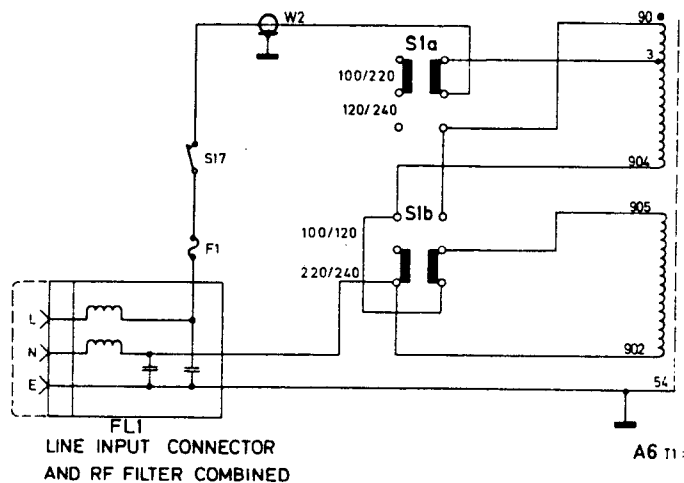 W2
90
S1a
3
100/220
120/240
S17
904
S1b
905
100/120
F1
220/240
L
N
902
E
54
FL1
LINE INPUT CONNECTOR
AND RF FILTER COMBINED
A6 T1: